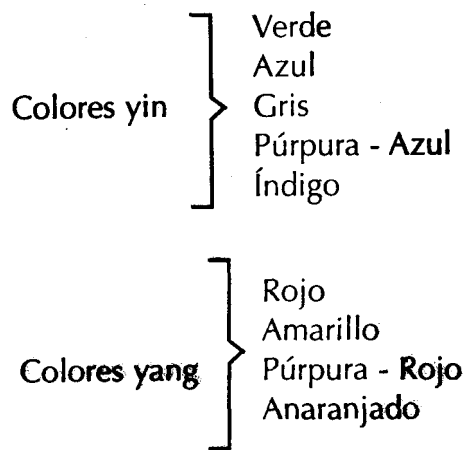 Colores yin
Verde
Azul
Gris
Púrpura - Azul
Índigo
Colores yang
Rojo
Amarillo
Púrpura - Rojo
Anaranjado